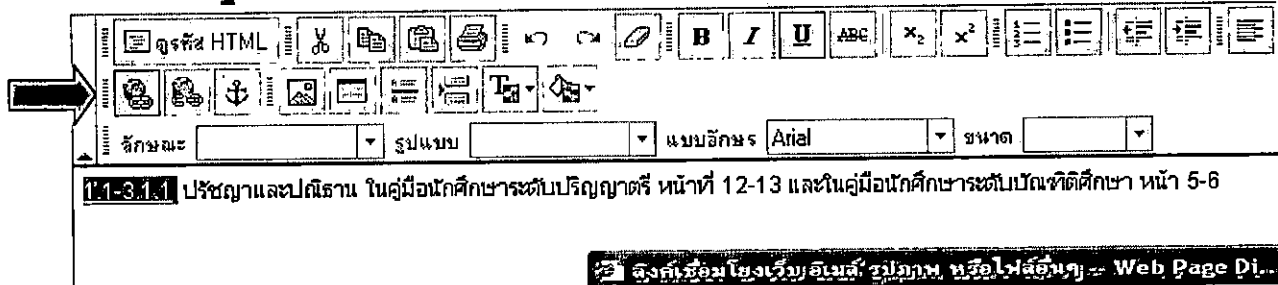 ดูรหัส HTML B I U ABC x₂ x²
ลักษณะ รูปแบบ แบบอักษร Arial ขนาด
1.1-3.1.1 ปรัชญาและปณิธาน ในคู่มือนักศึกษาระดับปริญญาตรี หน้าที่ 12-13 และในคู่มือนักศึกษาระดับบัณฑิตศึกษา หน้า 5-6
ลิงค์เชื่อมโยงเว็บ, อีเมล์, รูปภาพ, หรือไฟล์อื่นๆ -- Web Page Di...